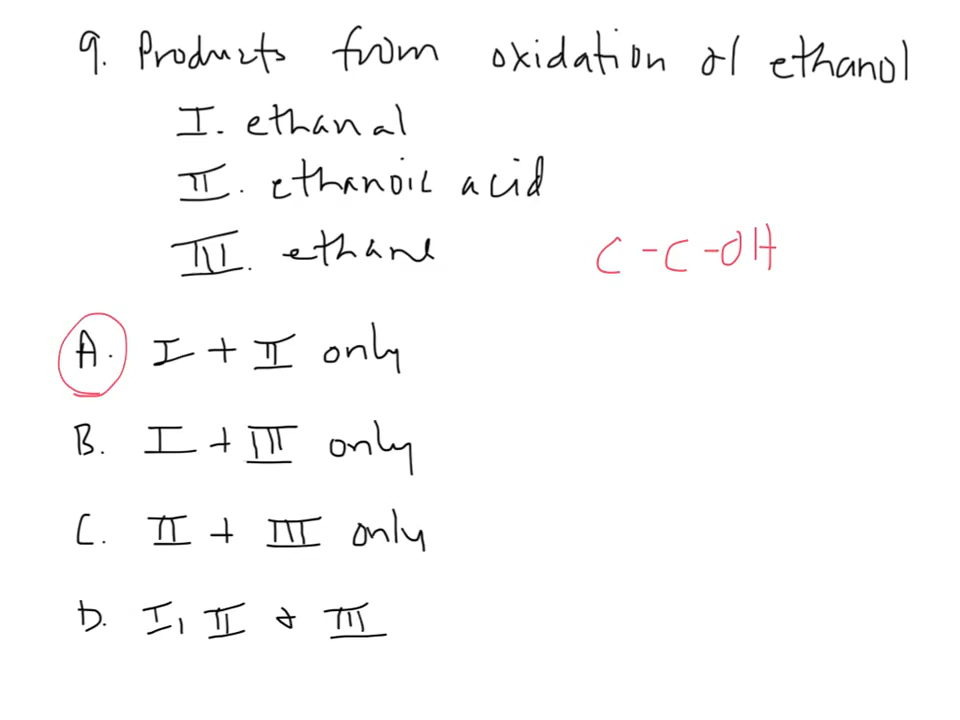 9. Products from oxidation of ethanol
I. ethanal
II. ethanoic acid
III. ethane
C-C-OH
A. I + II only
B. I + III only
C. II + III only
D. I, II & III